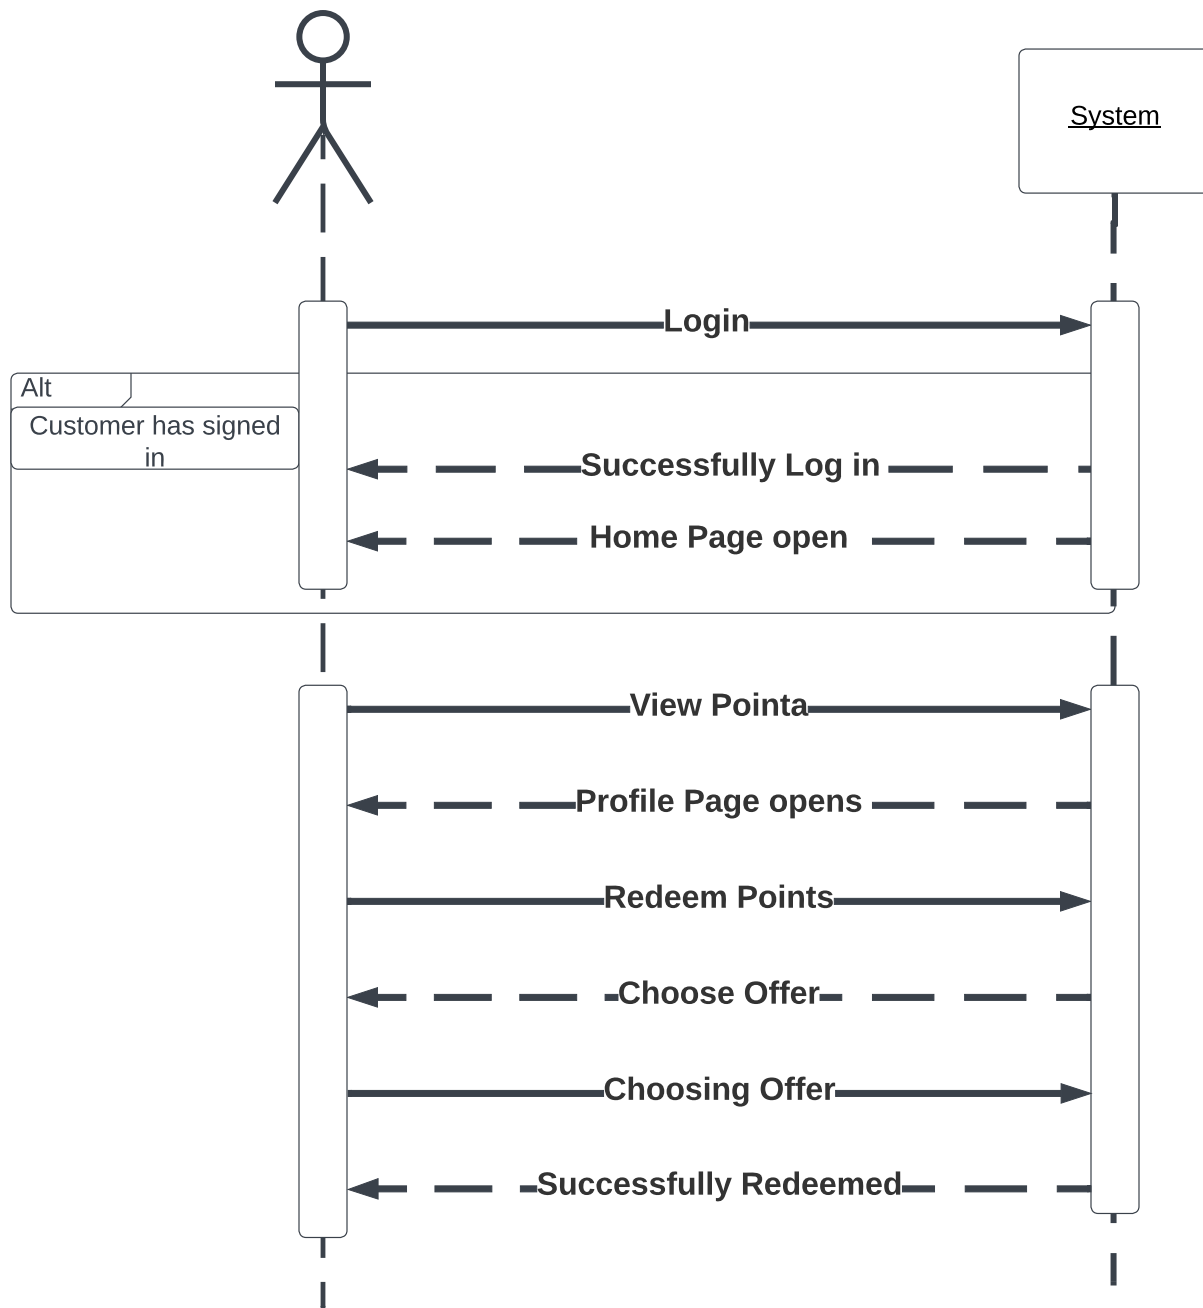 System
Login
Alt
Customer has signed
in
Successfully Log in
Home Page open
View Pointa
Profile Page opens
Redeem Points
Choose Offer
Choosing Offer
Successfully Redeemed